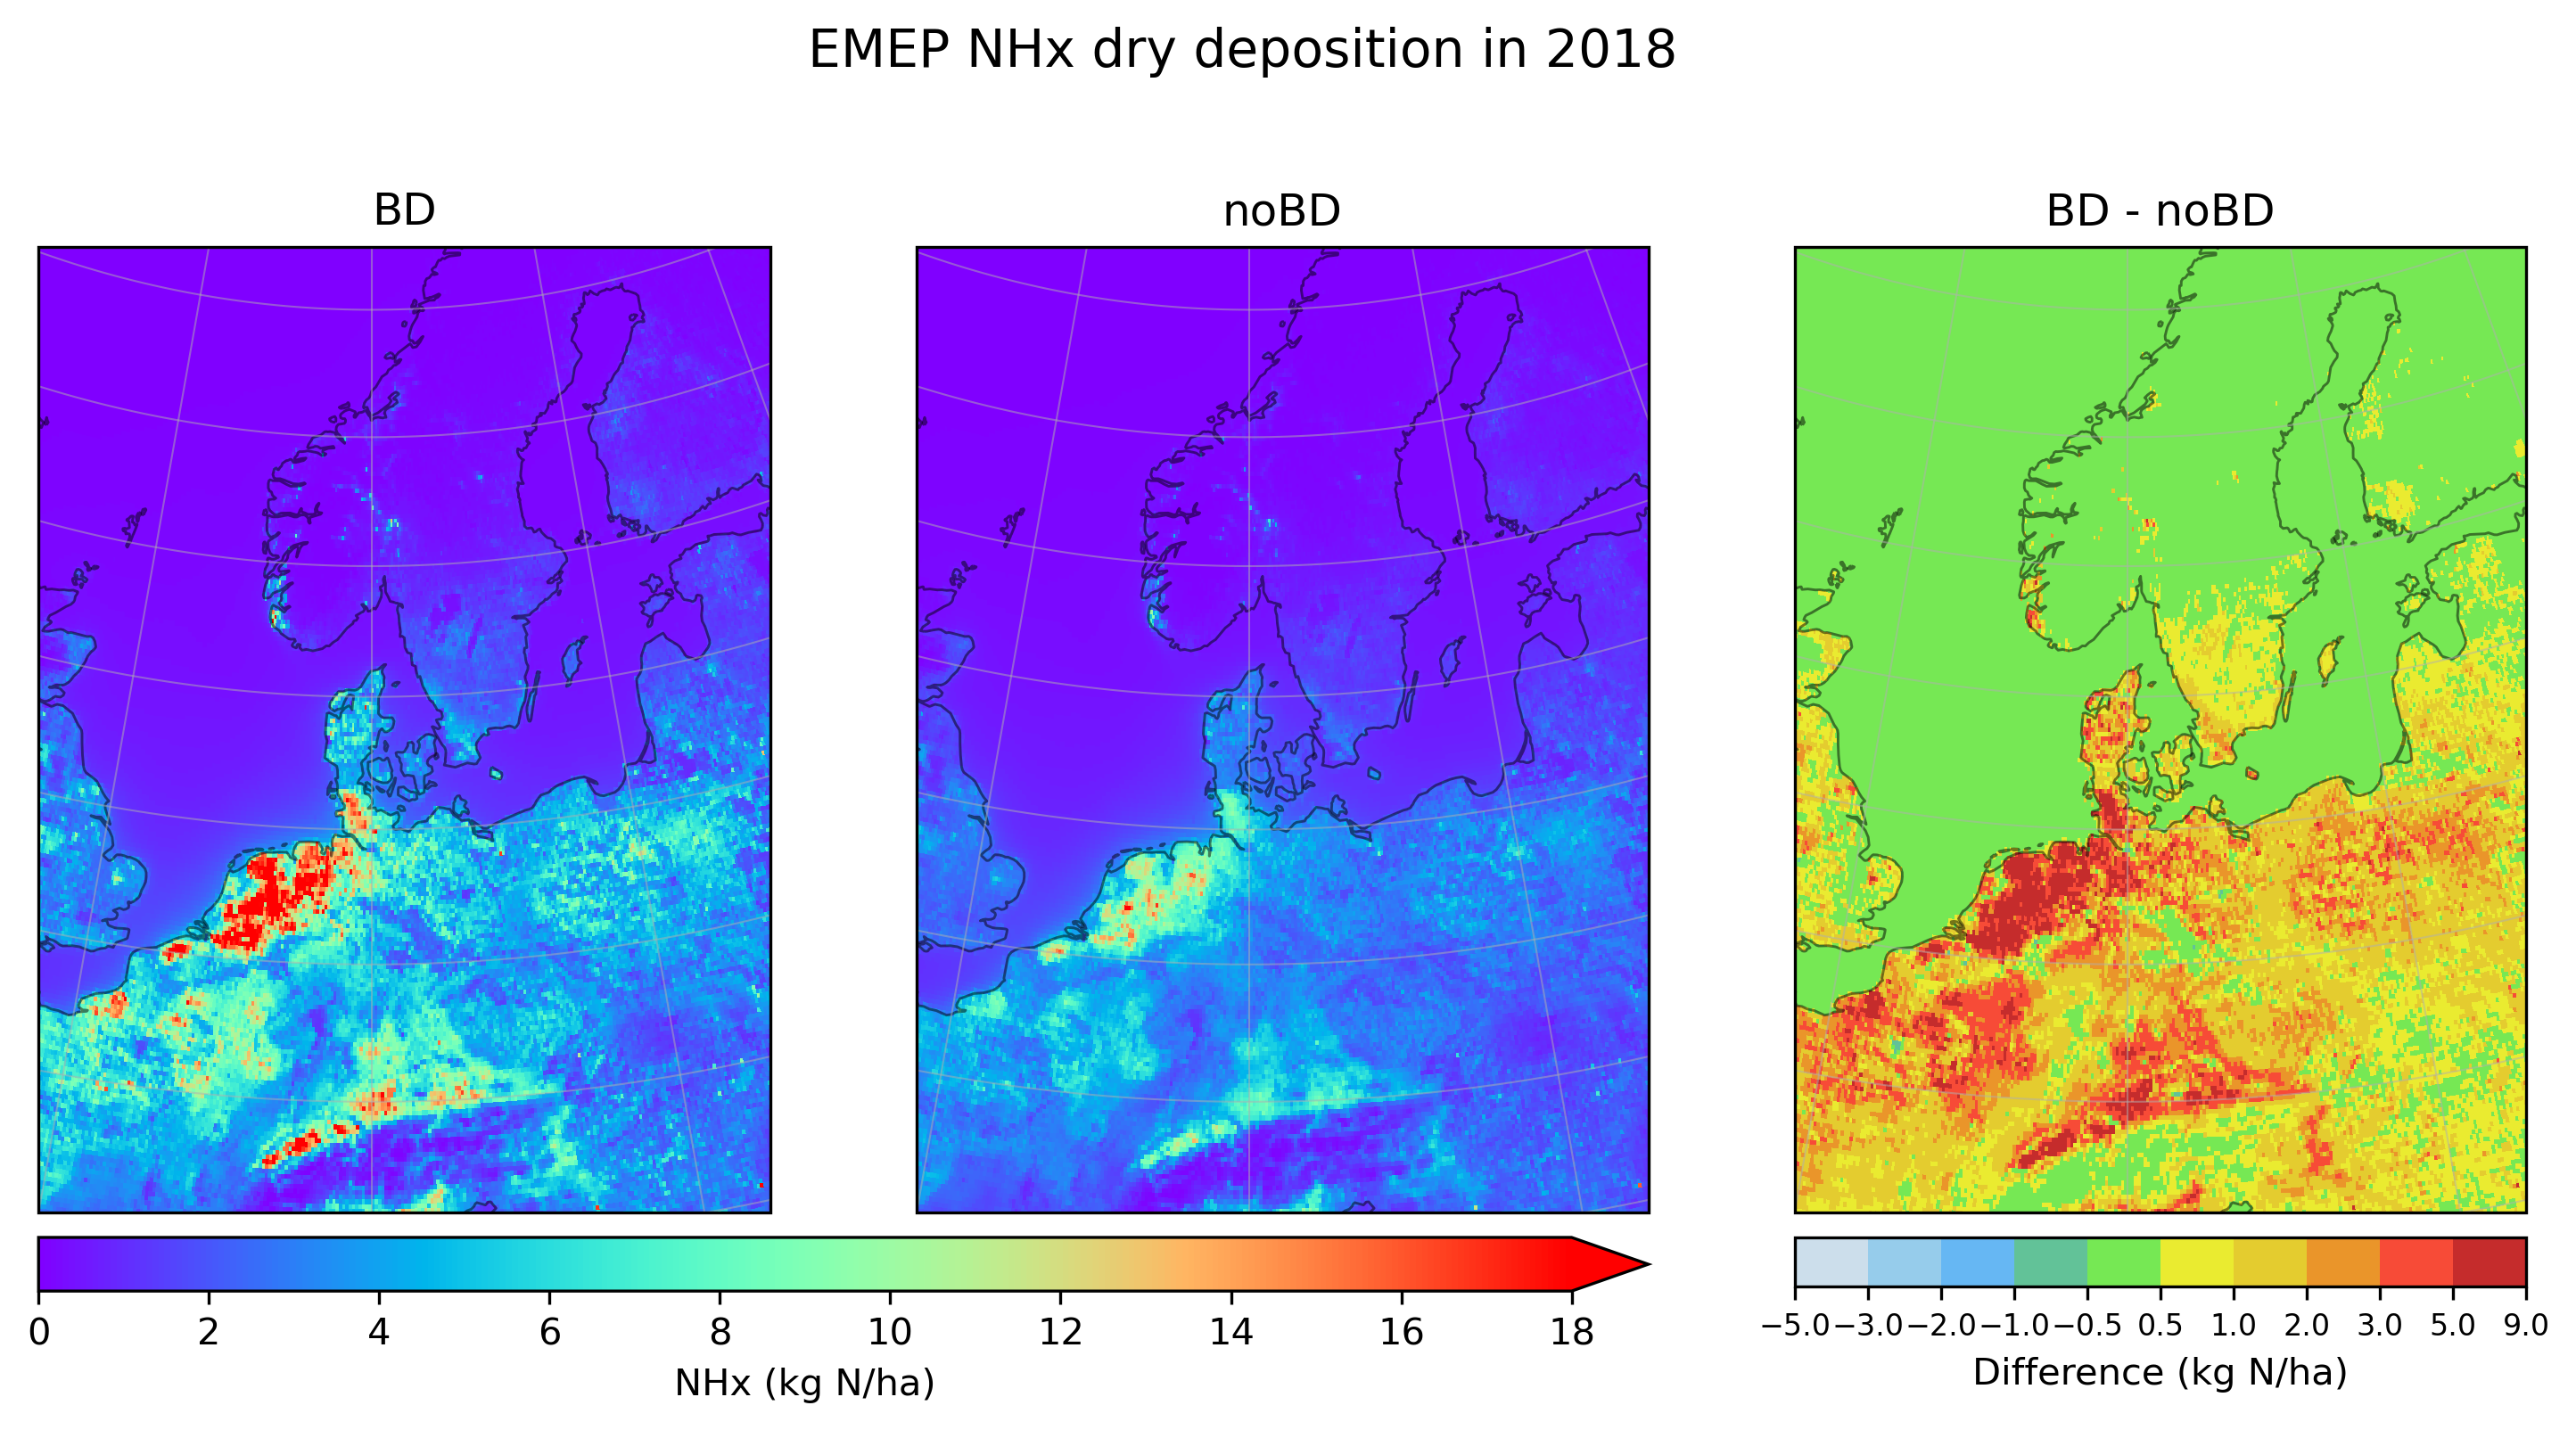 EMEP NHx dry deposition in 2018
BD
noBD
BD - noBD
0 2 4 6 8 10 12 14 16 18
NHx (kg N/ha)
−5.0 −3.0 −2.0 −1.0 −0.5 0.5 1.0 2.0 3.0 5.0 9.0
Difference (kg N/ha)